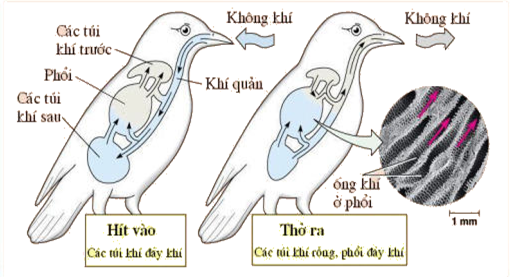 Không khí
Không khí
Các túi
khí trước
Phổi
Các túi
khí sau
Khí quản
ống khí
ở phổi
1 mm
Hít vào
Các túi khí đầy khí
Thở ra
Các túi khí rỗng, phổi đầy khí